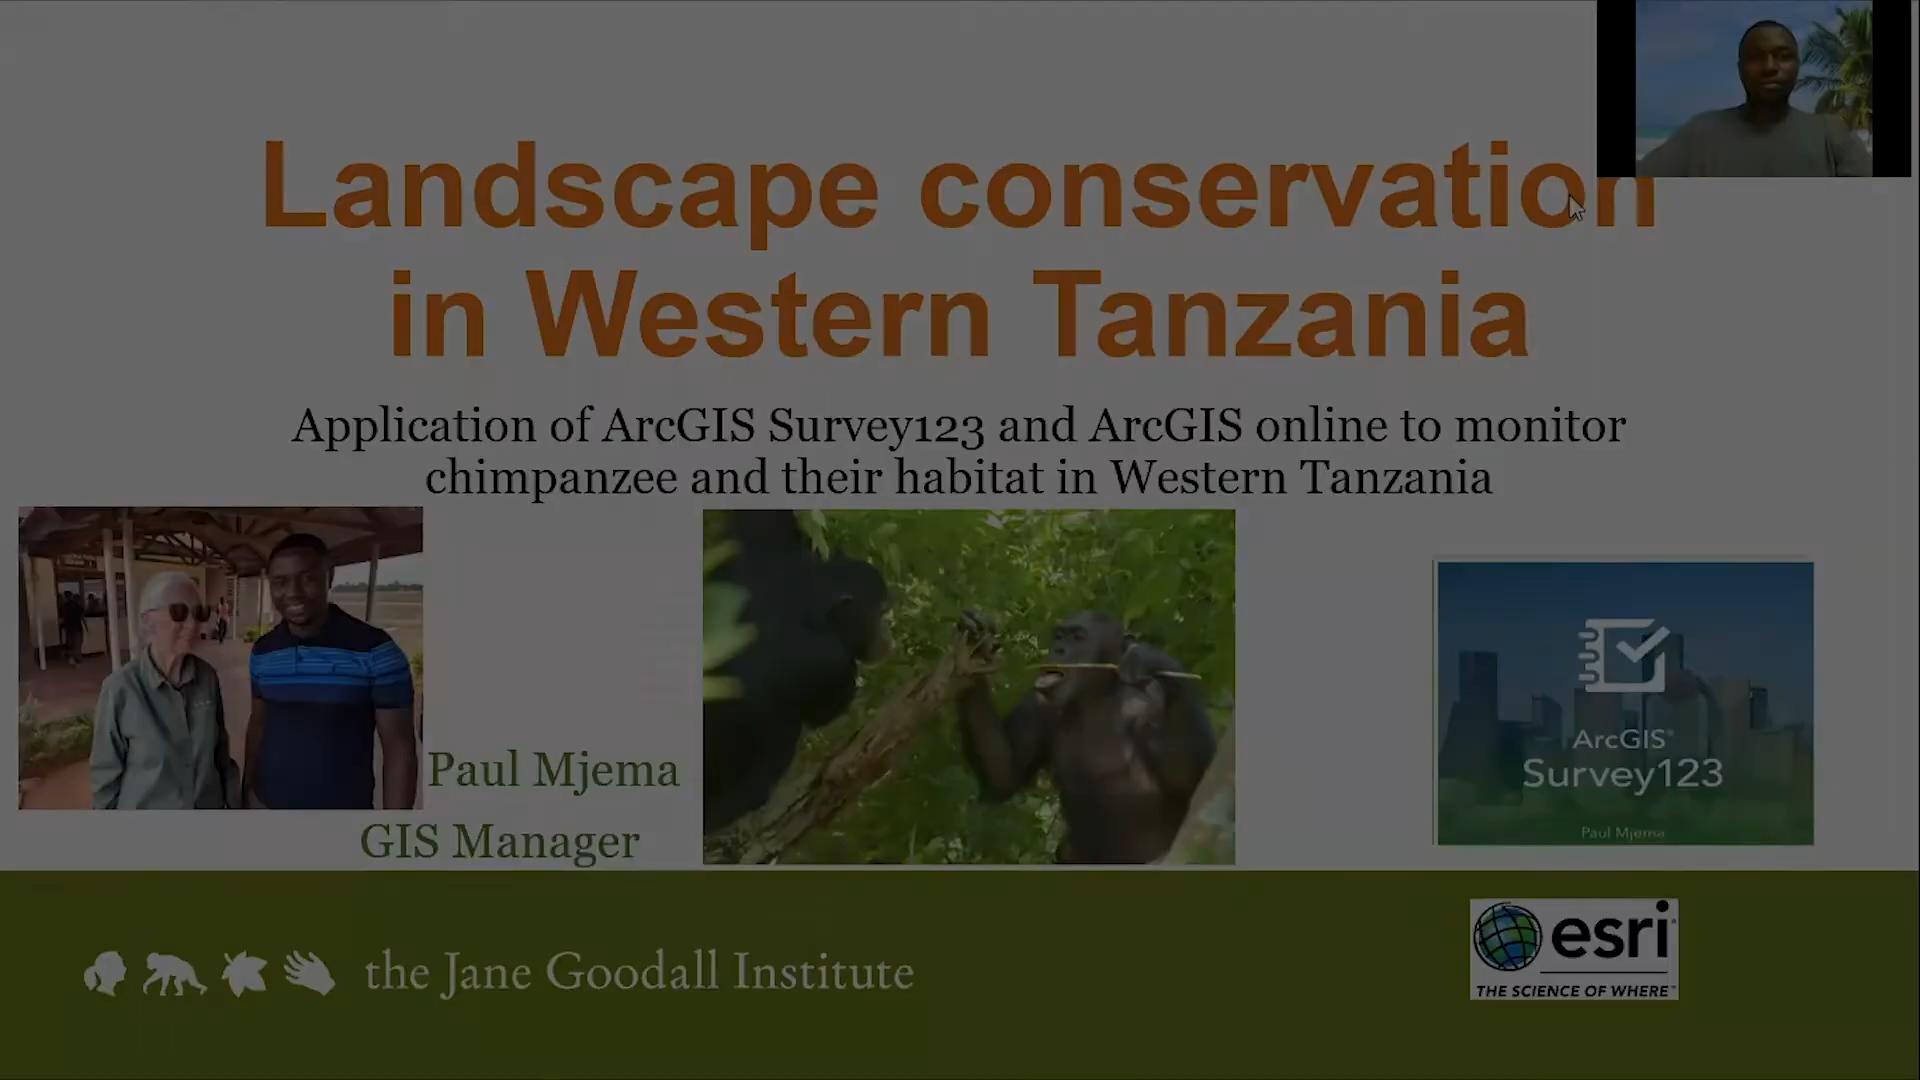 Landscape conservation
in Western Tanzania
Application of ArcGIS Survey123 and ArcGIS online to monitor
chimpanzee and their habitat in Western Tanzania
Paul Mjema
GIS Manager
ArcGIS®
Survey123
Paul Mjema
the Jane Goodall Institute
esri®
THE SCIENCE OF WHERE™